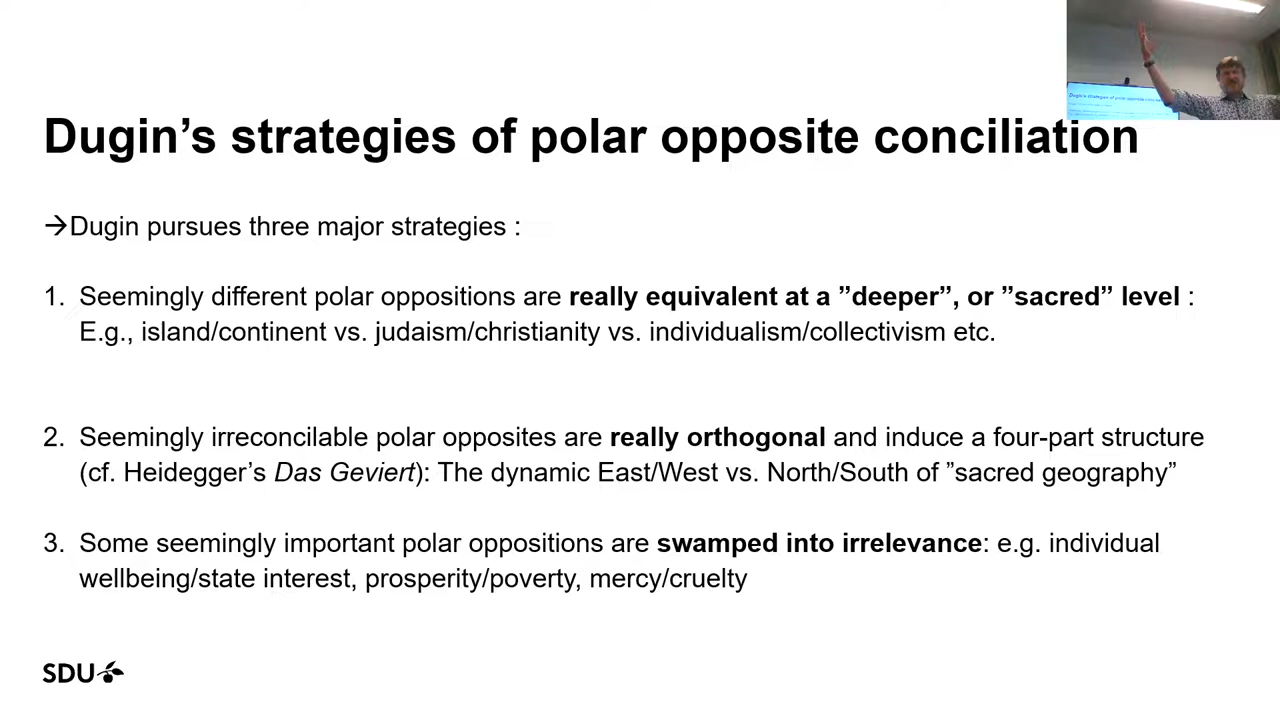 Dugin's strategies of polar opposite conciliation
→Dugin pursues three major strategies :
1. Seemingly different polar oppositions are really equivalent at a ”deeper”, or ”sacred” level :
E.g., island/continent vs. judaism/christianity vs. individualism/collectivism etc.
2. Seemingly irreconcilable polar opposites are really orthogonal and induce a four-part structure
(cf. Heidegger’s Das Geviert): The dynamic East/West vs. North/South of ”sacred geography”
3. Some seemingly important polar oppositions are swamped into irrelevance: e.g. individual
wellbeing/state interest, prosperity/poverty, mercy/cruelty
SDU